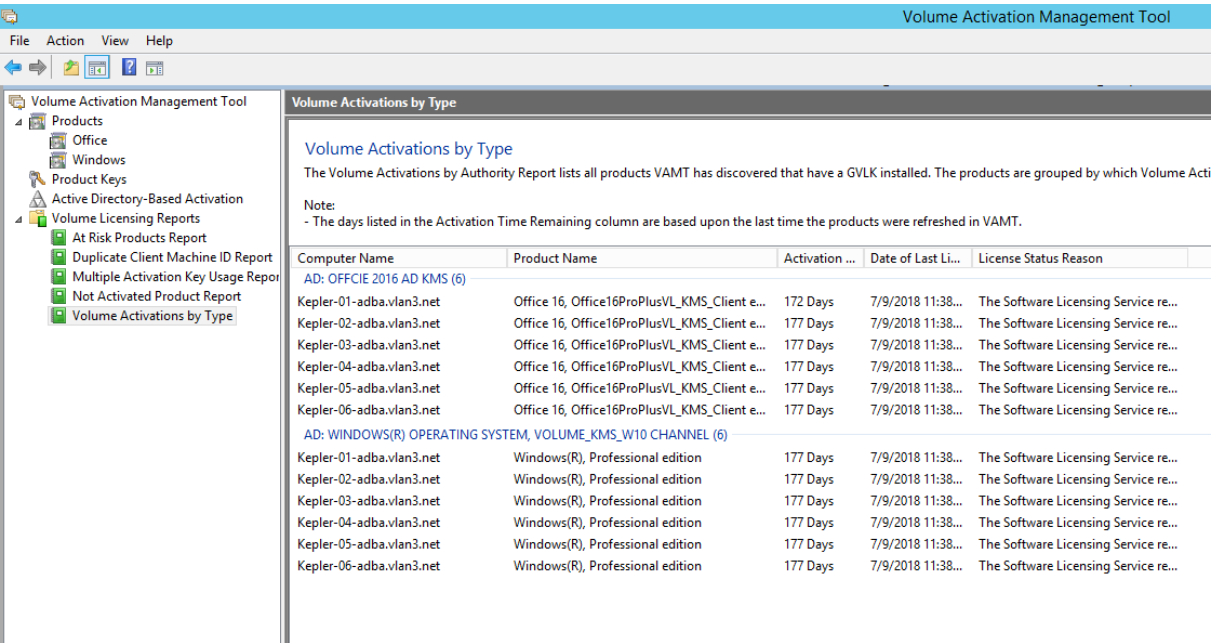 Volume Activation Management Tool
File Action View Help
Volume Activation Management Tool
Products
Office
Windows
Product Keys
Active Directory-Based Activation
Volume Licensing Reports
At Risk Products Report
Duplicate Client Machine ID Report
Multiple Activation Key Usage Repor
Not Activated Product Report
Volume Activations by Type
Volume Activations by Type
Volume Activations by Type
The Volume Activations by Authority Report lists all products VAMT has discovered that have a GVLK installed. The products are grouped by which Volume Acti
Note:
- The days listed in the Activation Time Remaining column are based upon the last time the products were refreshed in VAMT.
Computer Name Product Name Activation ... Date of Last Li... License Status Reason
AD: OFFCIE 2016 AD KMS (6)
Kepler-01-adba.vlan3.net Office 16, Office16ProPlusVL_KMS_Client e... 172 Days 7/9/2018 11:38... The Software Licensing Service re...
Kepler-02-adba.vlan3.net Office 16, Office16ProPlusVL_KMS_Client e... 177 Days 7/9/2018 11:38... The Software Licensing Service re...
Kepler-03-adba.vlan3.net Office 16, Office16ProPlusVL_KMS_Client e... 177 Days 7/9/2018 11:38... The Software Licensing Service re...
Kepler-04-adba.vlan3.net Office 16, Office16ProPlusVL_KMS_Client e... 177 Days 7/9/2018 11:38... The Software Licensing Service re...
Kepler-05-adba.vlan3.net Office 16, Office16ProPlusVL_KMS_Client e... 177 Days 7/9/2018 11:38... The Software Licensing Service re...
Kepler-06-adba.vlan3.net Office 16, Office16ProPlusVL_KMS_Client e... 177 Days 7/9/2018 11:38... The Software Licensing Service re...
AD: WINDOWS(R) OPERATING SYSTEM, VOLUME_KMS_W10 CHANNEL (6)
Kepler-01-adba.vlan3.net Windows(R), Professional edition 177 Days 7/9/2018 11:38... The Software Licensing Service re...
Kepler-02-adba.vlan3.net Windows(R), Professional edition 177 Days 7/9/2018 11:38... The Software Licensing Service re...
Kepler-03-adba.vlan3.net Windows(R), Professional edition 177 Days 7/9/2018 11:38... The Software Licensing Service re...
Kepler-04-adba.vlan3.net Windows(R), Professional edition 177 Days 7/9/2018 11:38... The Software Licensing Service re...
Kepler-05-adba.vlan3.net Windows(R), Professional edition 177 Days 7/9/2018 11:38... The Software Licensing Service re...
Kepler-06-adba.vlan3.net Windows(R), Professional edition 177 Days 7/9/2018 11:38... The Software Licensing Service re...